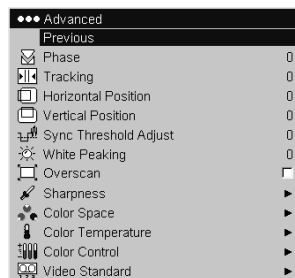 Advanced
Previous
Phase 0
Tracking 0
Horizontal Position 0
Vertical Position 0
Sync Threshold Adjust 0
White Peaking 0
Overscan
Sharpness
Color Space
Color Temperature
Color Control
Video Standard